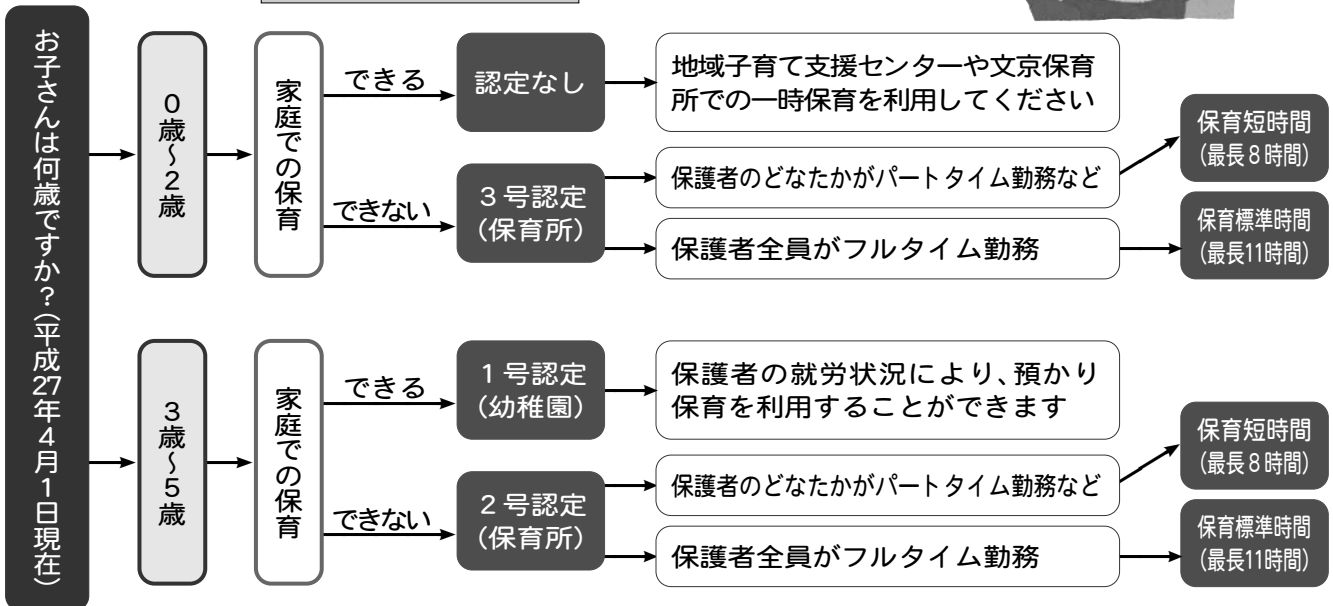 お子さんは何歳ですか？（平成27年4月1日現在）
0歳～2歳
家庭での保育
できる
認定なし
地域子育て支援センターや文京保育
所での一時保育を利用してください
できない
３号認定
（保育所）
保護者のどなたかがパートタイム勤務など
保育短時間
（最長８時間）
保護者全員がフルタイム勤務
保育標準時間
（最長11時間）
3歳～5歳
家庭での保育
できる
１号認定
（幼稚園）
保護者の就労状況により、預かり
保育を利用することができます
できない
２号認定
（保育所）
保護者のどなたかがパートタイム勤務など
保育短時間
（最長８時間）
保護者全員がフルタイム勤務
保育標準時間
（最長11時間）